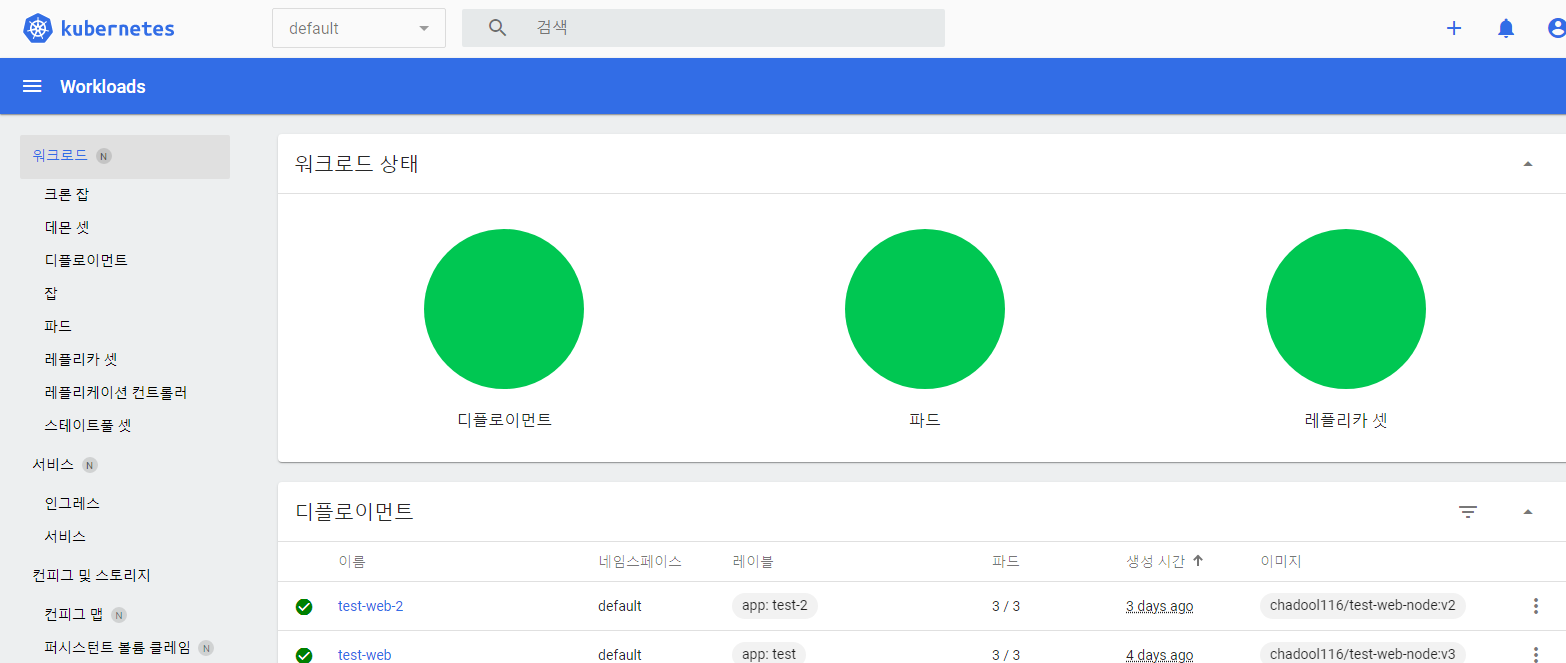 kubernetes
default
검색
Workloads
워크로드 N
크론 잡
데몬 셋
디플로이먼트
잡
파드
레플리카 셋
레플리케이션 컨트롤러
스테이트풀 셋
서비스 N
인그레스
서비스
컨피그 및 스토리지
컨피그 맵 N
퍼시스턴트 볼륨 클레임 N
워크로드 상태
디플로이먼트 파드 레플리카 셋
디플로이먼트
이름 네임스페이스 레이블 파드 생성 시간 이미지
test-web-2 default app: test-2 3 / 3 3 days ago chadool116/test-web-node:v2
test-web default app: test 3 / 3 4 days ago chadool116/test-web-node:v3